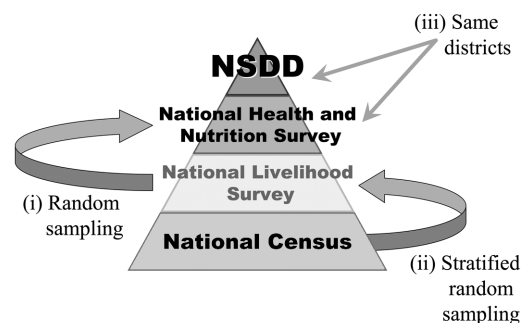 (iii) Same
districts
NSDD
National Health and
Nutrition Survey
National Livelihood
Survey
(i) Random
sampling
National Census
(ii) Stratified
random
sampling